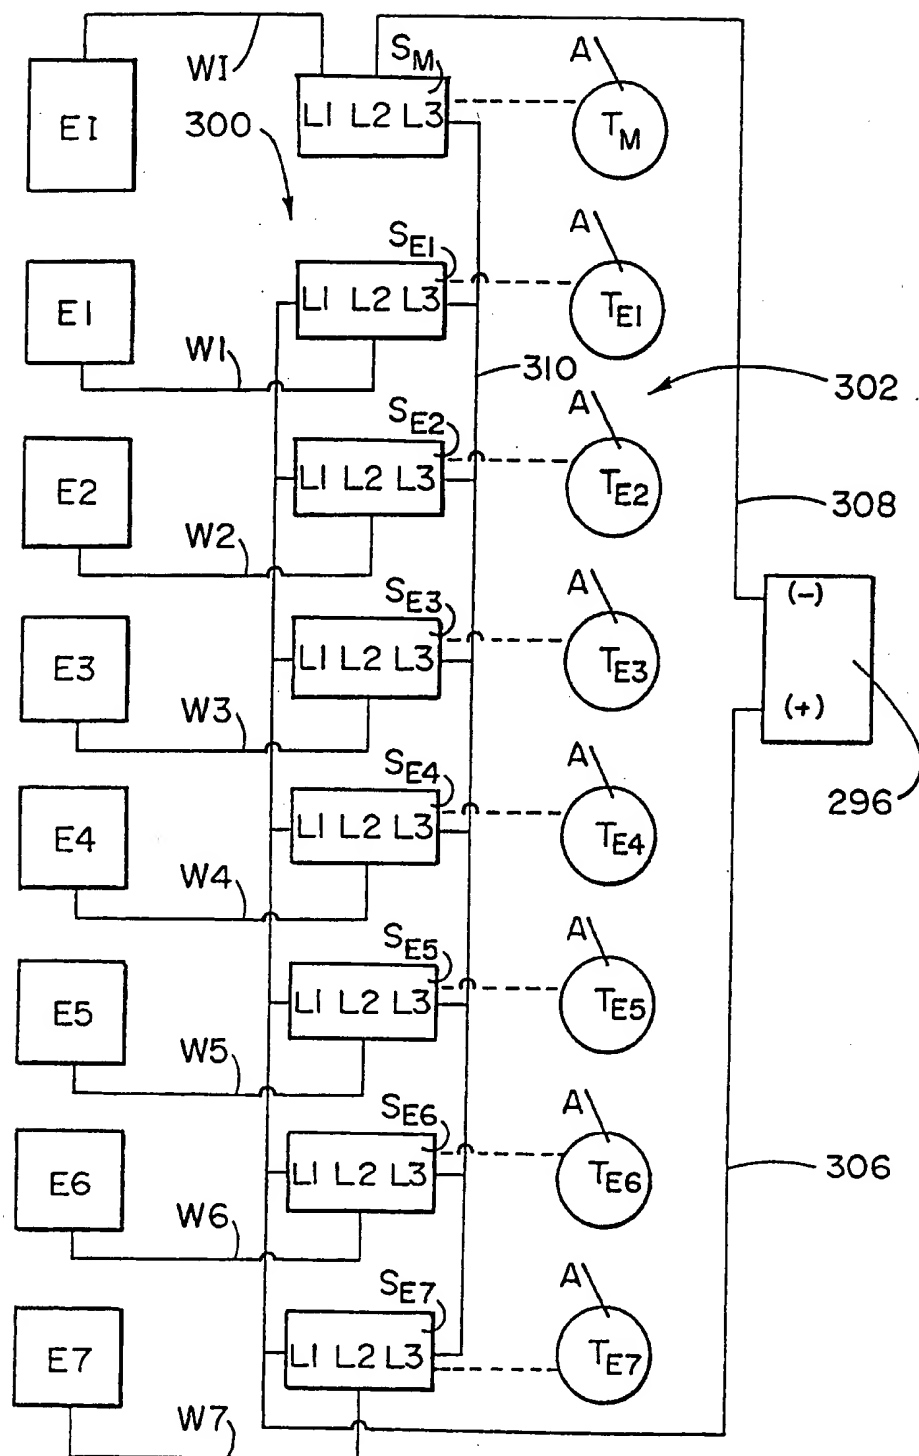 WI
S_M
A
EI
L1 L2 L3
T_M
300
S_E1
A
E1
L1 L2 L3
T_E1
W1
310
302
S_E2
A
E2
L1 L2 L3
T_E2
308
W2
S_E3
A
(-)
E3
L1 L2 L3
T_E3
W3
(+)
S_E4
A
296
E4
L1 L2 L3
T_E4
W4
S_E5
A
E5
L1 L2 L3
T_E5
W5
S_E6
A
E6
L1 L2 L3
T_E6
306
W6
S_E7
A
E7
L1 L2 L3
T_E7
W7